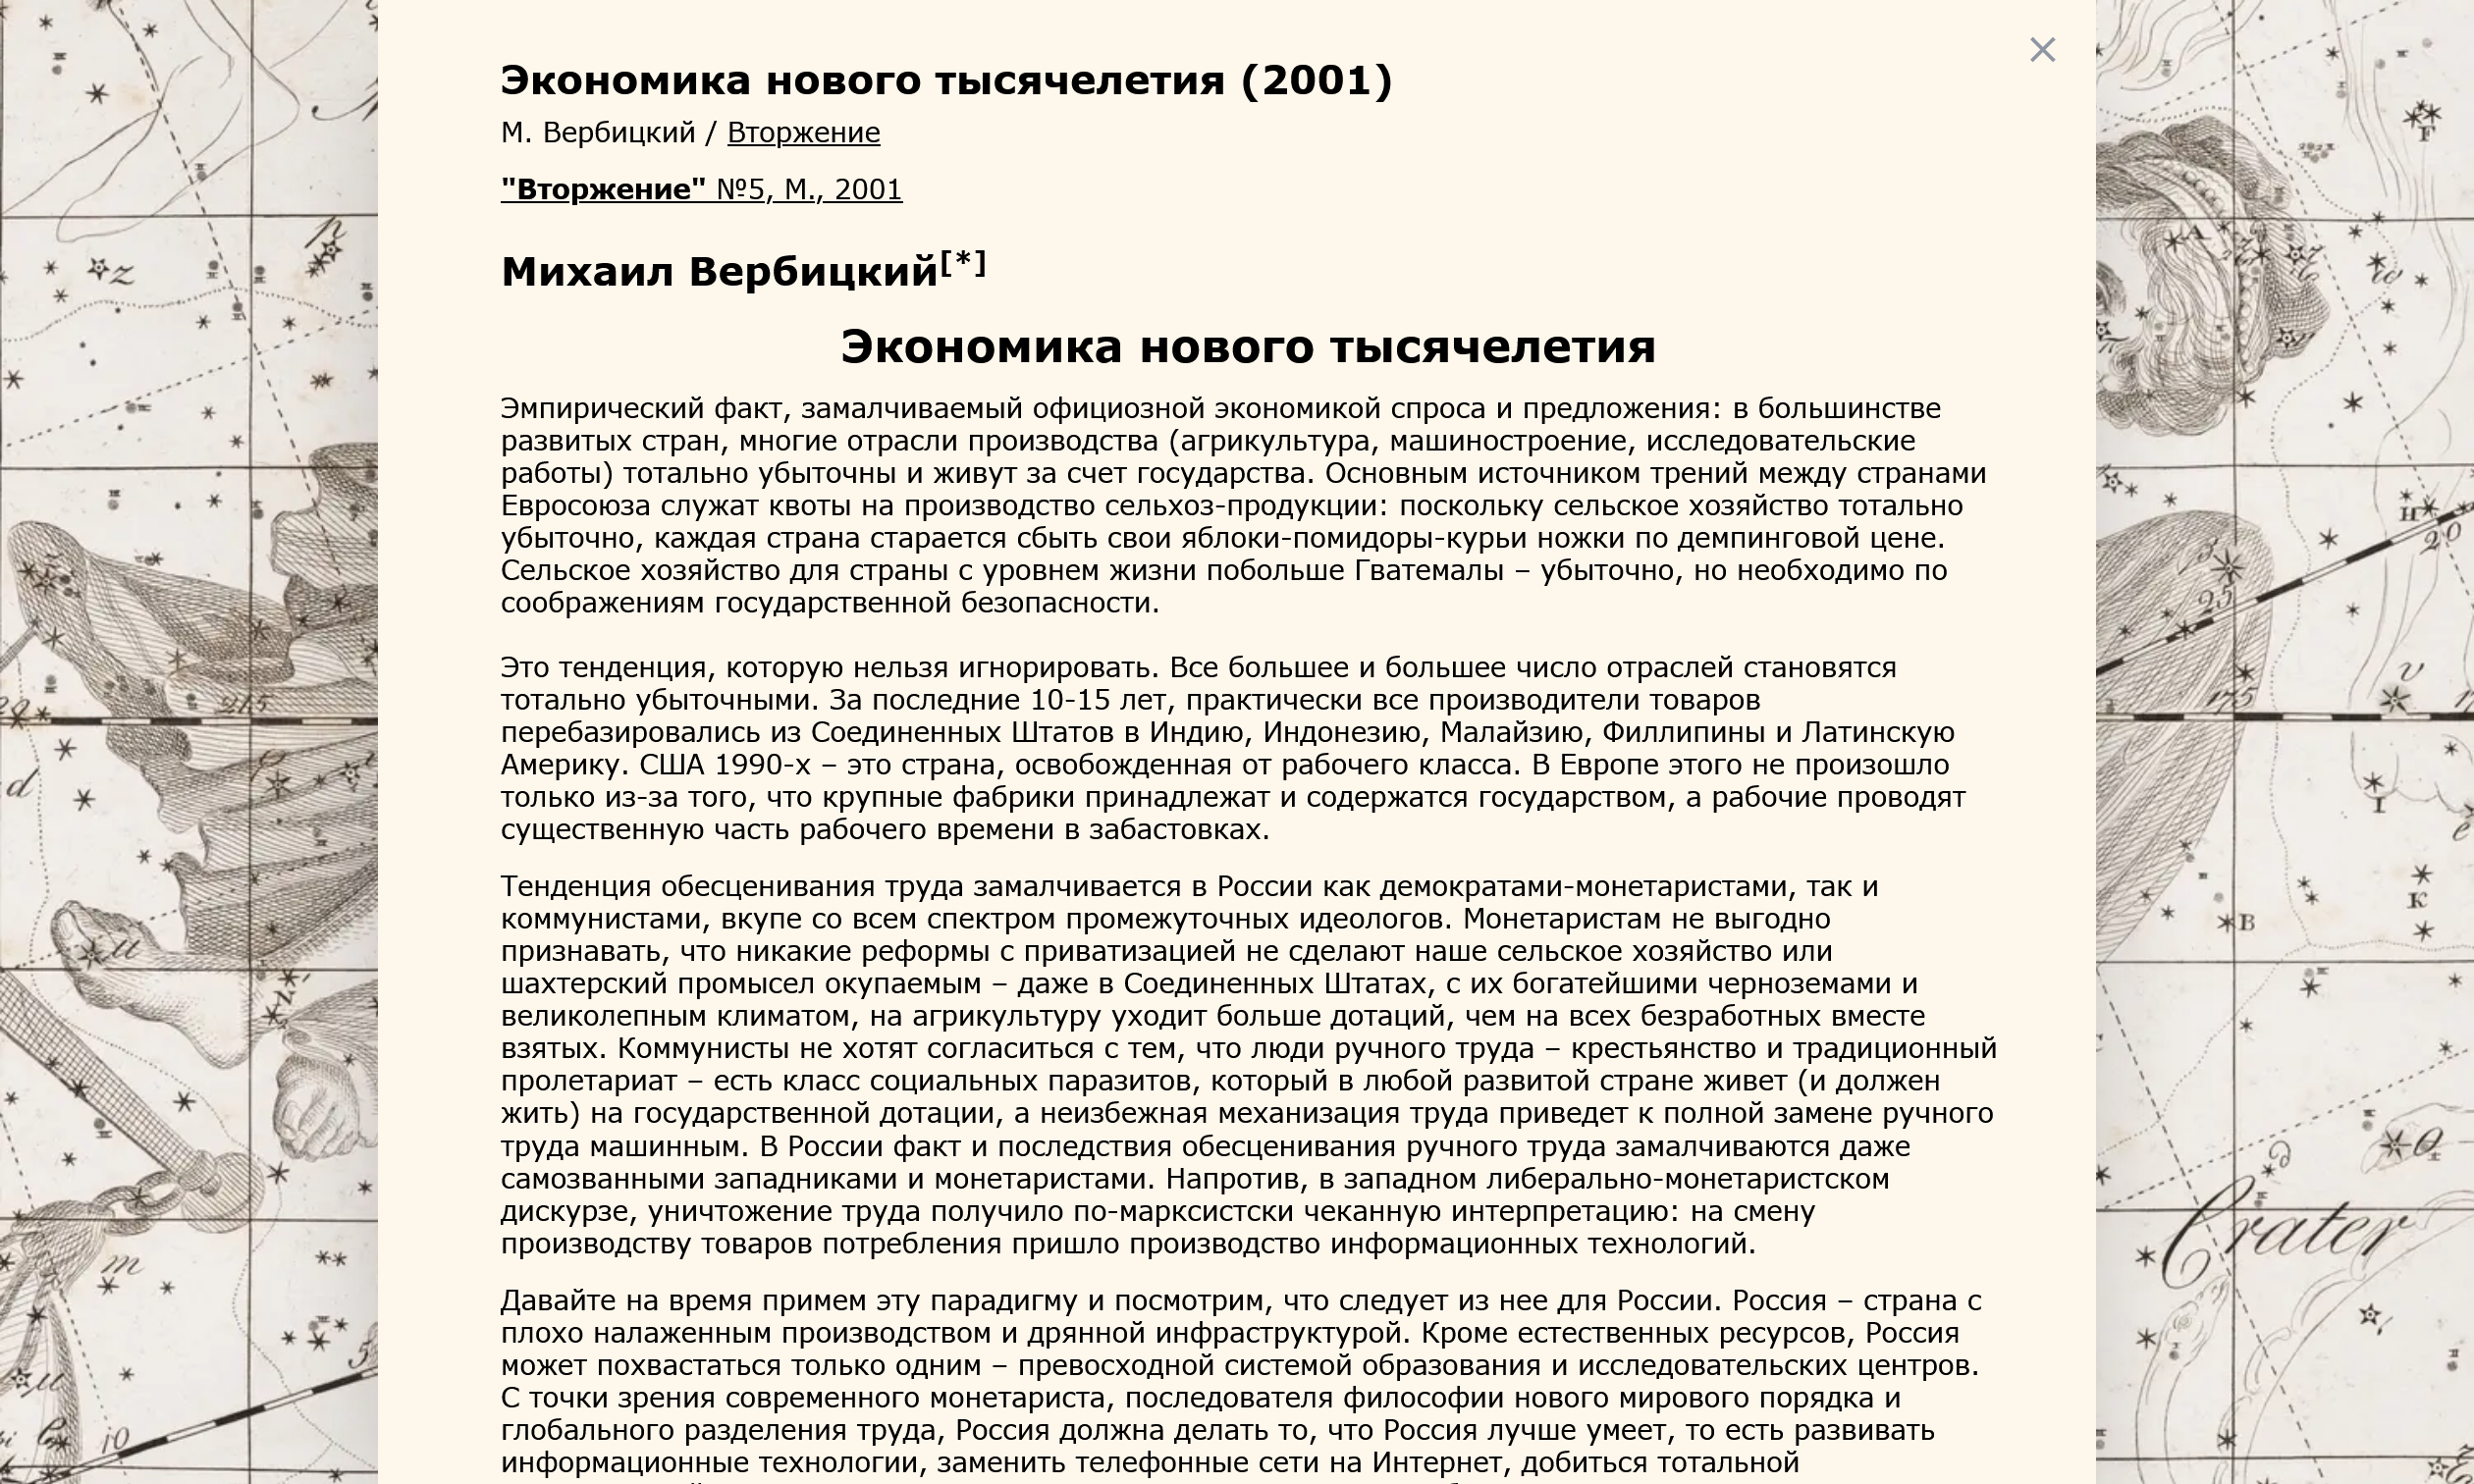 Экономика нового тысячелетия (2001)
М. Вербицкий / Вторжение
"Вторжение" №5, М., 2001
Михаил Вербицкий[*]
Экономика нового тысячелетия
Эмпирический факт, замалчиваемый официозной экономикой спроса и предложения: в большинстве
развитых стран, многие отрасли производства (агрикультура, машиностроение, исследовательские
работы) тотально убыточны и живут за счет государства. Основным источником трений между странами
Евросоюза служат квоты на производство сельхоз-продукции: поскольку сельское хозяйство тотально
убыточно, каждая страна старается сбыть свои яблоки-помидоры-курьи ножки по демпинговой цене.
Сельское хозяйство для страны с уровнем жизни побольше Гватемалы – убыточно, но необходимо по
соображениям государственной безопасности.
Это тенденция, которую нельзя игнорировать. Все большее и большее число отраслей становятся
тотально убыточными. За последние 10-15 лет, практически все производители товаров
перебазировались из Соединенных Штатов в Индию, Индонезию, Малайзию, Филлипины и Латинскую
Америку. США 1990-х – это страна, освобожденная от рабочего класса. В Европе этого не произошло
только из-за того, что крупные фабрики принадлежат и содержатся государством, а рабочие проводят
существенную часть рабочего времени в забастовках.
Тенденция обесценивания труда замалчивается в России как демократами-монетаристами, так и
коммунистами, вкупе со всем спектром промежуточных идеологов. Монетаристам не выгодно
признавать, что никакие реформы с приватизацией не сделают наше сельское хозяйство или
шахтерский промысел окупаемым – даже в Соединенных Штатах, с их богатейшими черноземами и
великолепным климатом, на агрикультуру уходит больше дотаций, чем на всех безработных вместе
взятых. Коммунисты не хотят согласиться с тем, что люди ручного труда – крестьянство и традиционный
пролетариат – есть класс социальных паразитов, который в любой развитой стране живет (и должен
жить) на государственной дотации, а неизбежная механизация труда приведет к полной замене ручного
труда машинным. В России факт и последствия обесценивания ручного труда замалчиваются даже
самозванными западниками и монетаристами. Напротив, в западном либерально-монетаристском
дискурзе, уничтожение труда получило по-марксистски чеканную интерпретацию: на смену
производству товаров потребления пришло производство информационных технологий.
Давайте на время примем эту парадигму и посмотрим, что следует из нее для России. Россия – страна с
плохо налаженным производством и дрянной инфраструктурой. Кроме естественных ресурсов, Россия
может похвастаться только одним – превосходной системой образования и исследовательских центров.
С точки зрения современного монетариста, последователя философии нового мирового порядка и
глобального разделения труда, Россия должна делать то, что Россия лучше умеет, то есть развивать
информационные технологии, заменить телефонные сети на Интернет, добиться тотальной
Crater